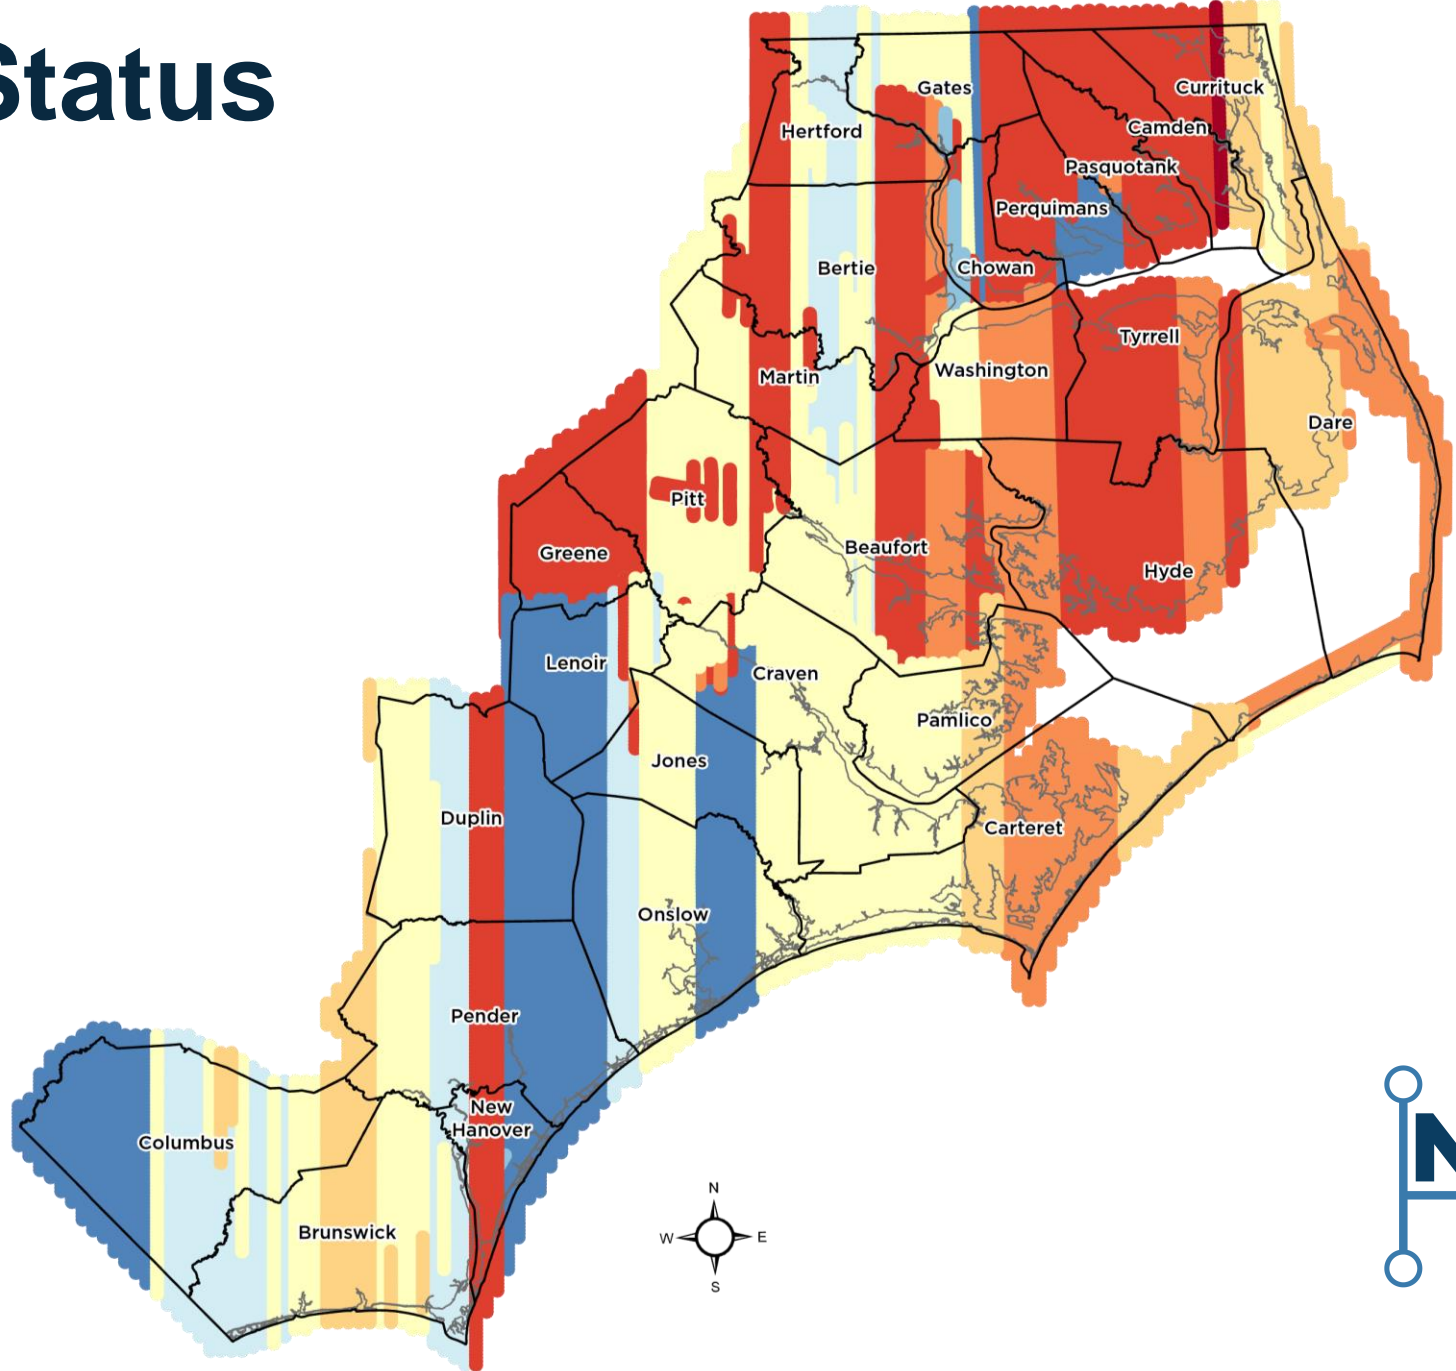 Status
Gates
Currituck
Hertford
Camden
Pasquotank
Perquimans
Bertie
Chowan
Tyrrell
Martin
Washington
Dare
Pitt
Greene
Beaufort
Hyde
Lenoir
Craven
Pamlico
Jones
Duplin
Carteret
Onslow
Pender
New
Hanover
Columbus
Brunswick
N
W E
S
N